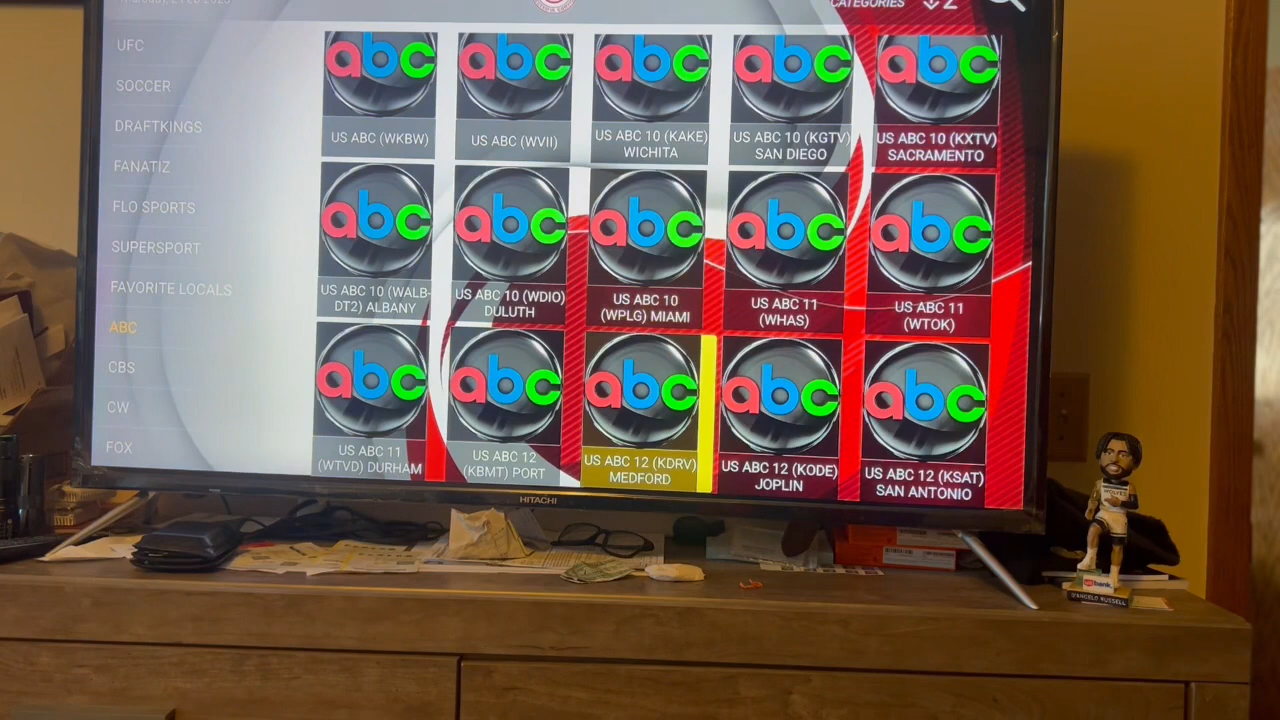 CATEGORIES
2
UFC
SOCCER
DRAFTKINGS
FANATIZ
FLO SPORTS
SUPERSPORT
FAVORITE LOCALS
ABC
CBS
CW
FOX
abc
abc
abc
abc
abc
US ABC (WKBW)
US ABC (WVII)
US ABC 10 (KAKE)
WICHITA
US ABC 10 (KGTV)
SAN DIEGO
US ABC 10 (KXTV)
SACRAMENTO
abc
abc
abc
abc
abc
US ABC 10 (WALB-
DT2) ALBANY
US ABC 10 (WDIO)
DULUTH
US ABC 10
(WPLG) MIAMI
US ABC 11
(WHAS)
US ABC 11
(WTOK)
abc
abc
abc
abc
abc
US ABC 11
(WTVD) DURHAM
US ABC 12
(KBMT) PORT
US ABC 12 (KDRV)
MEDFORD
US ABC 12 (KODE)
JOPLIN
US ABC 12 (KSAT)
SAN ANTONIO
HITACHI
WOLVES
bank
D'ANGELO RUSSELL